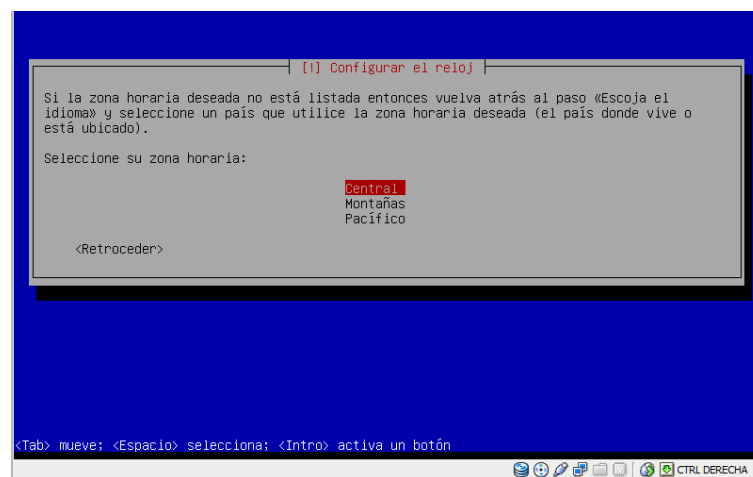 [!] Configurar el reloj
Si la zona horaria deseada no está listada entonces vuelva atrás al paso «Escoja el
idioma» y seleccione un país que utilice la zona horaria deseada (el país donde vive o
está ubicado).
Seleccione su zona horaria:
Central
Montañas
Pacífico
<Retroceder>
<Tab> mueve; <Espacio> selecciona; <Intro> activa un botón
CTRL DERECHA